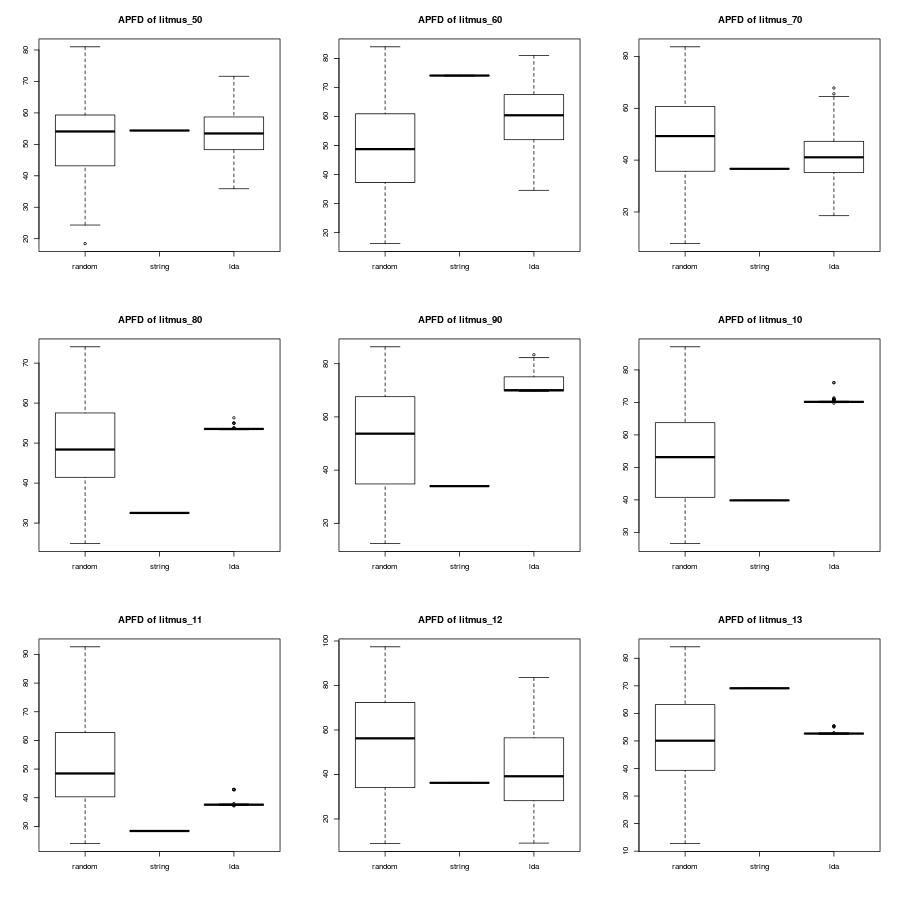 APFD of litmus_50
80
70
60
50
40
30
20
random string lda
APFD of litmus_60
80
70
60
50
40
30
20
random string lda
APFD of litmus_70
80
60
40
20
random string lda
APFD of litmus_80
70
60
50
40
30
random string lda
APFD of litmus_90
80
60
40
20
random string lda
APFD of litmus_10
80
70
60
50
40
30
random string lda
APFD of litmus_11
90
80
70
60
50
40
30
random string lda
APFD of litmus_12
100
80
60
40
20
random string lda
APFD of litmus_13
80
70
60
50
40
30
20
10
random string lda